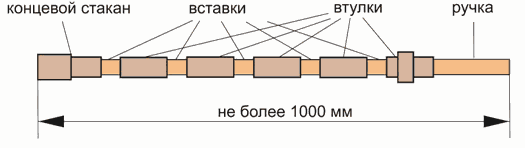 концевой стакан вставки втулки ручка
не более 1000 мм